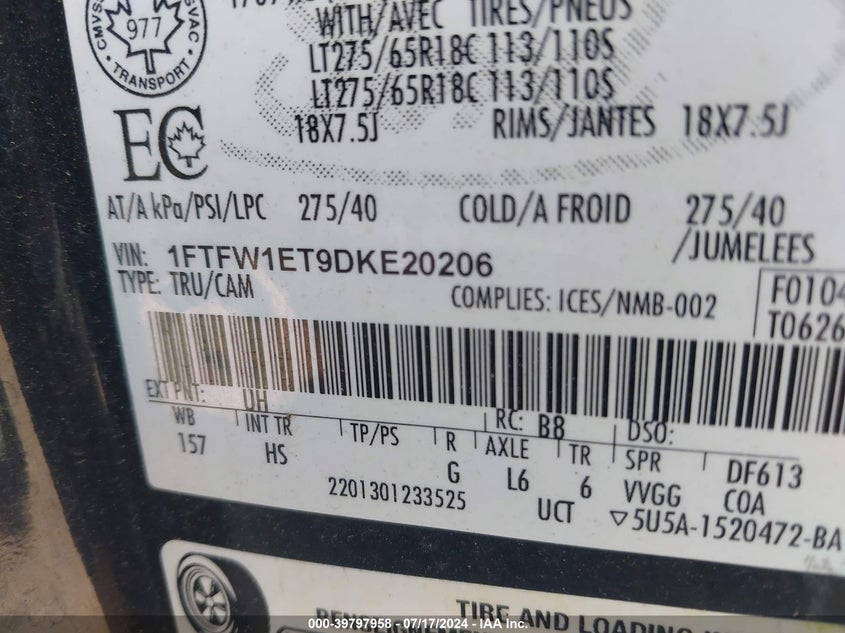 CMVSS NSVAC
977
TRANSPORT
WITH/AVEC TIRES/PNEUS
LT275/65R18C 113/110S
LT275/65R18C 113/110S
18X7.5J RIMS/JANTES 18X7.5J
EC
AT/A kPa/PSI/LPC 275/40 COLD/A FROID 275/40
/JUMELEES
VIN: 1FTFW1ET9DKE20206
TYPE: TRU/CAM
COMPLIES: ICES/NMB-002
F0104
T0626
EXT PNT: UH
RC: B8 DSO:
WB INT TR TP/PS R AXLE TR SPR DF613
157 HS G L6 6 VVGG COA
2201301233525
UCT ▽5U5A-1520472-BA
TIRE AND LOADING
RENSEIGNEMENTS
000-39797958 - 07/17/2024 - IAA Inc.